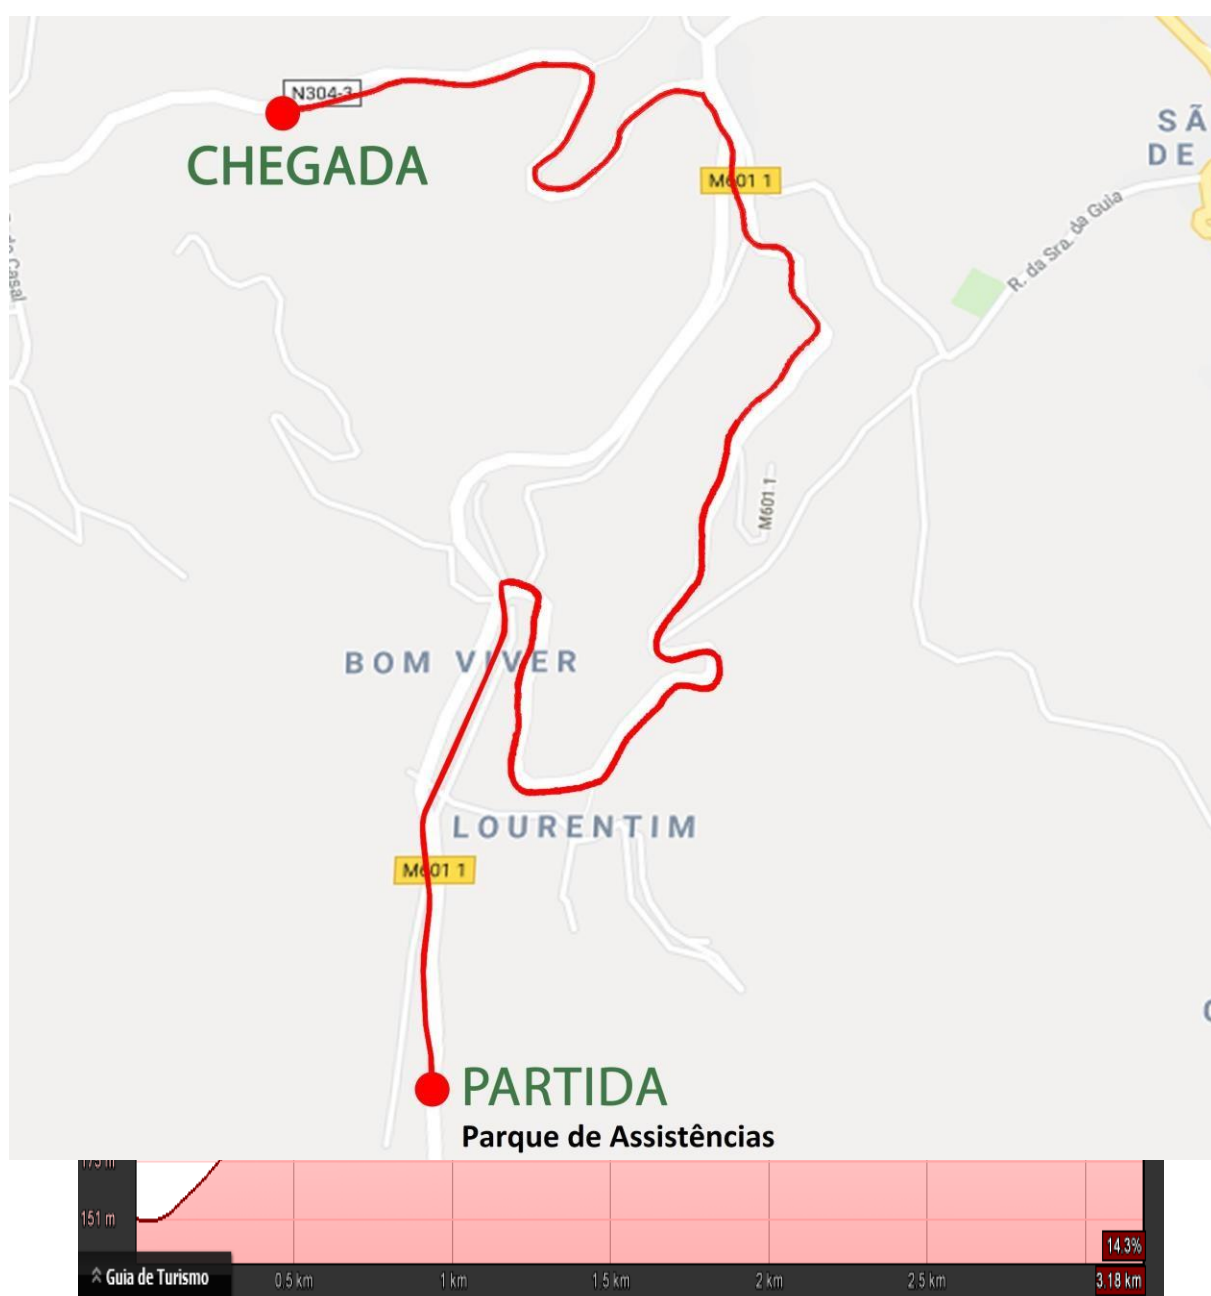 N304-3
CHEGADA
SÃ
DE
M601 1
R. da Sra. da Guia
Casal
M601 1
BOM VIVER
LOURENTIM
M601 1
PARTIDA
Parque de Assistências
151 m
14.3%
Guia de Turismo
0.5 km
1 km
1.5 km
2 km
2.5 km
3.18 km